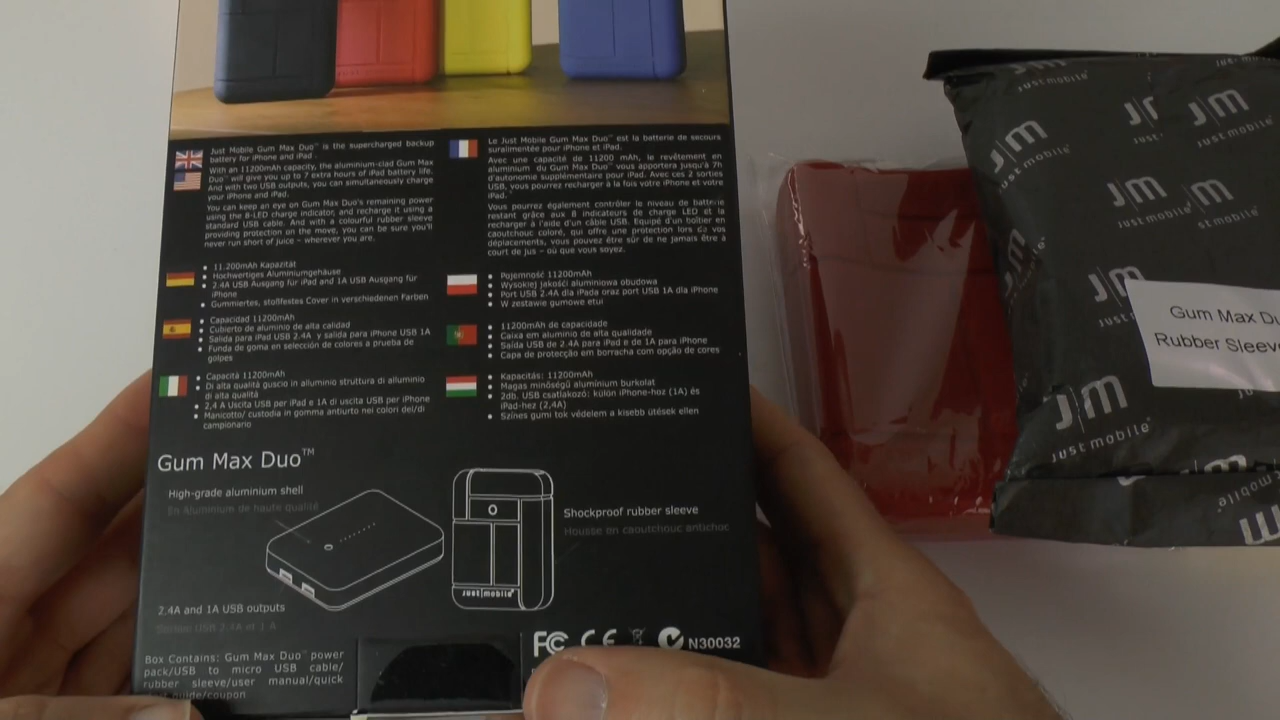 Just Mobile Gum Max Duo™ is the supercharged backup
battery for iPhone and iPad .
With an 11200mAh capacity, the aluminium-clad Gum Max
Duo™ will give you up to 7 extra hours of iPad battery life.
And with two USB outputs, you can simultaneously charge
your iPhone and iPad.
You can keep an eye on Gum Max Duo's remaining power
using the 8-LED charge indicator, and recharge it using a
standard USB cable. And with a colourful rubber sleeve
providing protection on the move, you can be sure you'll
never run short of juice – wherever you are.
Le Just Mobile Gum Max Duo™ est la batterie de secours
suralimentée pour iPhone et iPad.
Avec une capacité de 11200 mAh, le revêtement en
aluminium du Gum Max Duo™ vous apportera jusqu'à 7h
d'autonomie supplémentaire pour iPad. Avec ces 2 sorties
USB, vous pourrez recharger à la fois votre iPhone et votre
iPad.
Vous pourrez également contrôler le niveau de batterie
restant grâce aux 8 indicateurs de charge LED et la
recharger à l'aide d'un câble USB. Equipé d'un boîtier en
caoutchouc coloré, qui offre une protection lors de vos
déplacements, vous pouvez être sûr de ne jamais être à
court de jus – où que vous soyez.
• 11.200mAh Kapazität
• Hochwertiges Aluminiumgehäuse
• 2.4A USB Ausgang für iPad and 1A USB Ausgang für
iPhone
• Gummiertes, stoßfestes Cover in verschiedenen Farben
• Pojemność 11200mAh
• Wysokiej jakości aluminiowa obudowa
• Port USB 2.4A dla iPada oraz port USB 1A dla iPhone
• W zestawie gumowe etui
• Capacidad 11200mAh
• Cubierto de aluminio de alta calidad
• Salida para iPad USB 2.4A y salida para iPhone USB 1A
• Funda de goma en selección de colores a prueba de
golpes
• 11200mAh de capacidade
• Caixa em alumínio de alta qualidade
• Saída USB de 2.4A para iPad e de 1A para iPhone
• Capa de protecção em borracha com opção de cores
• Capacità 11200mAh
• Di alta qualità guscio in alluminio struttura di alluminio
di alta qualità
• 2,4 A Uscita USB per iPad e 1A di uscita USB per iPhone
• Manicotto/ custodia in gomma antiurto nei colori del/di
campionario
• Kapacitás: 11200mAh
• Magas minőségű alumínium burkolat
• 2db. USB csatlakozó: külön iPhone-hoz (1A) és
iPad-hez (2,4A)
• Színes gumi tok védelem a kisebb ütések ellen
Gum Max Duo™
High-grade aluminium shell
En Aluminium de haute qualité
Shockproof rubber sleeve
Housse en caoutchouc antichoc
just|mobile
2.4A and 1A USB outputs
Sorties USB 2.4A et 1 A
Box Contains: Gum Max Duo™ power
pack/USB to micro USB cable/
rubber sleeve/user manual/quick
guide/coupon
FC CE N30032
J|M
just mobile
Gum Max Du
Rubber Sleeve